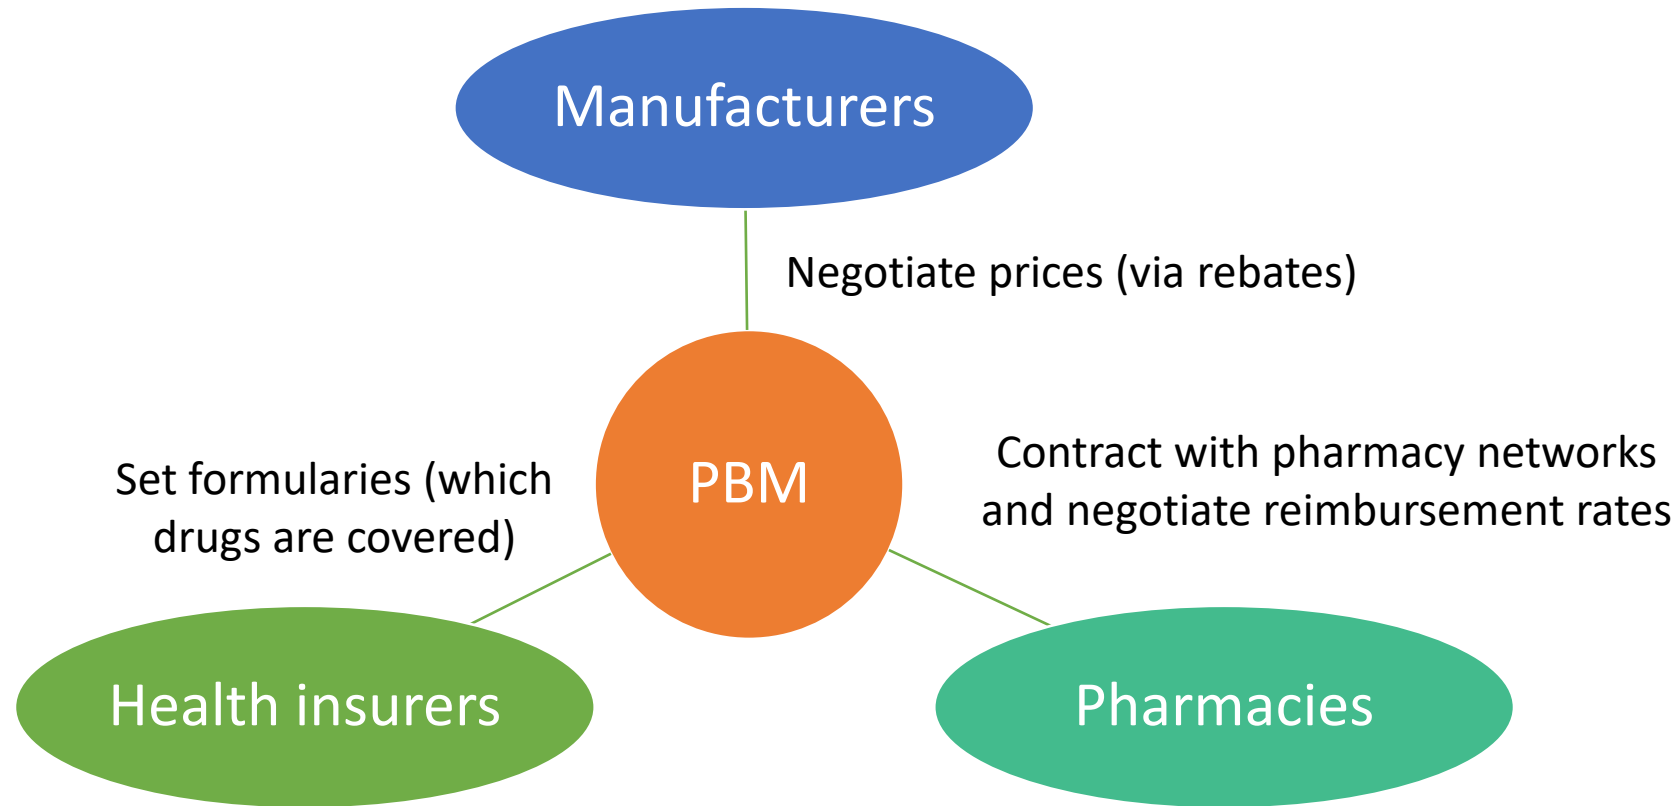 Manufacturers
Negotiate prices (via rebates)
Set formularies (which
drugs are covered)
PBM
Contract with pharmacy networks
and negotiate reimbursement rates
Health insurers
Pharmacies